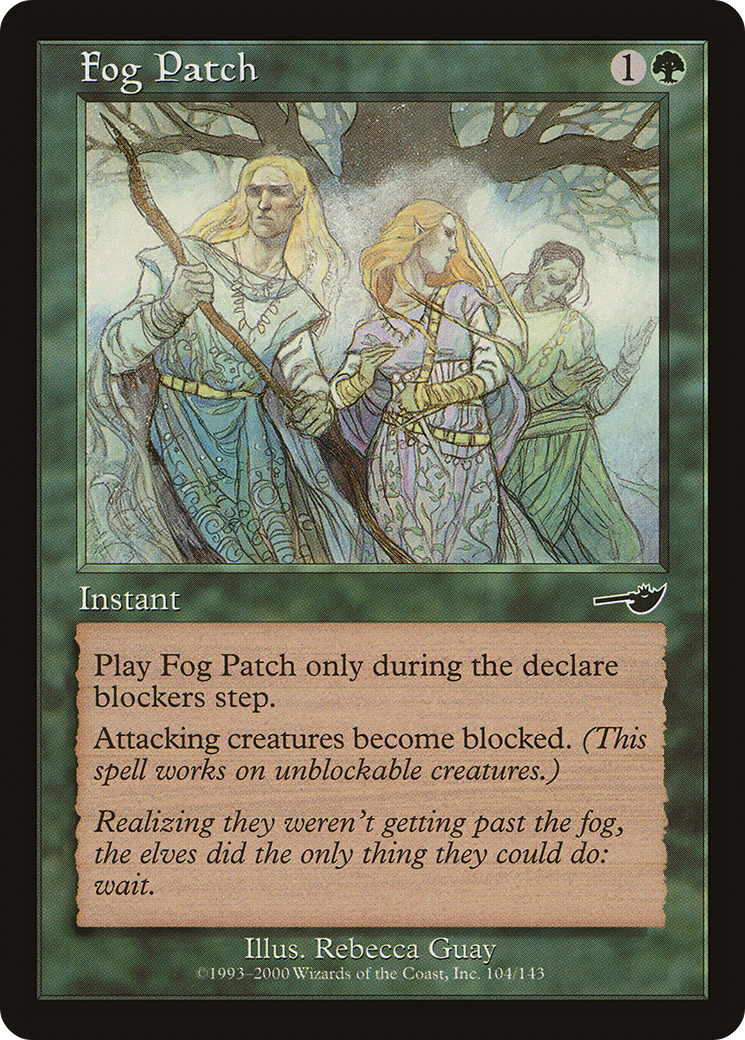 Fog Patch 1
Instant
Play Fog Patch only during the declare
blockers step.
Attacking creatures become blocked. (This
spell works on unblockable creatures.)
Realizing they weren't getting past the fog,
the elves did the only thing they could do:
wait.
Illus. Rebecca Guay
©1993–2000 Wizards of the Coast, Inc. 104/143